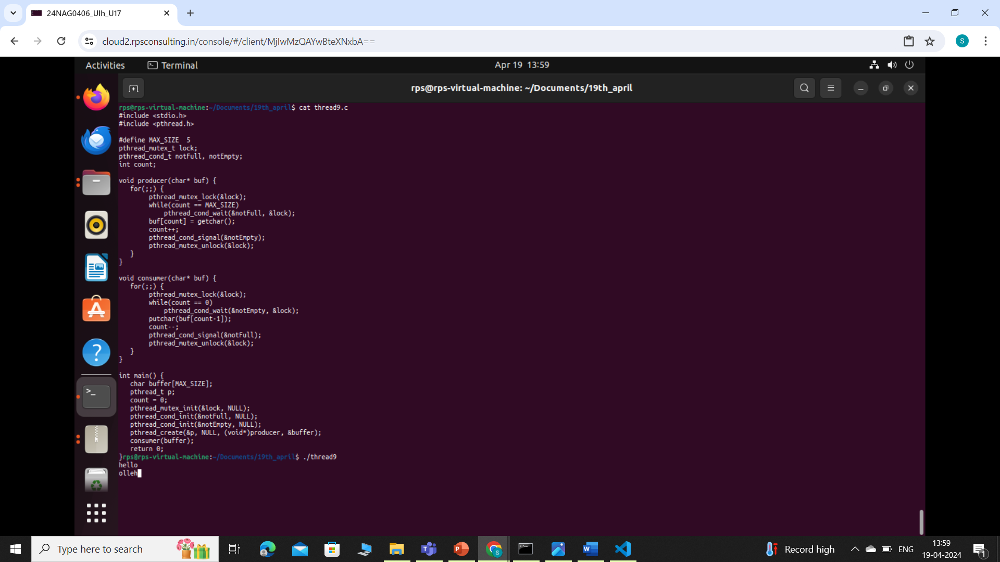 24NAG0406_Ulh_U17
cloud2.rpsconsulting.in/console/#/client/MjIwMzQAYwBteXNxbA==
S
Activities
Terminal
Apr 19 13:59
rps@rps-virtual-machine: ~/Documents/19th_april
rps@rps-virtual-machine:~/Documents/19th_april$ cat thread9.c
#include <stdio.h>
#include <pthread.h>

#define MAX_SIZE  5
pthread_mutex_t lock;
pthread_cond_t notFull, notEmpty;
int count;

void producer(char* buf) {
   for(;;) {
        pthread_mutex_lock(&lock);
        while(count == MAX_SIZE)
            pthread_cond_wait(&notFull, &lock);
        buf[count] = getchar();
        count++;
        pthread_cond_signal(&notEmpty);
        pthread_mutex_unlock(&lock);
   }
}

void consumer(char* buf) {
   for(;;) {
        pthread_mutex_lock(&lock);
        while(count == 0)
            pthread_cond_wait(&notEmpty, &lock);
        putchar(buf[count-1]);
        count--;
        pthread_cond_signal(&notFull);
        pthread_mutex_unlock(&lock);
   }
}

int main() {
   char buffer[MAX_SIZE];
   pthread_t p;
   count = 0;
   pthread_mutex_init(&lock, NULL);
   pthread_cond_init(&notFull, NULL);
   pthread_cond_init(&notEmpty, NULL);
   pthread_create(&p, NULL, (void*)producer, &buffer);
   consumer(buffer);
   return 0;
}rps@rps-virtual-machine:~/Documents/19th_april$ ./thread9
hello
olleh
Type here to search
Record high
ENG
13:59
19-04-2024
1